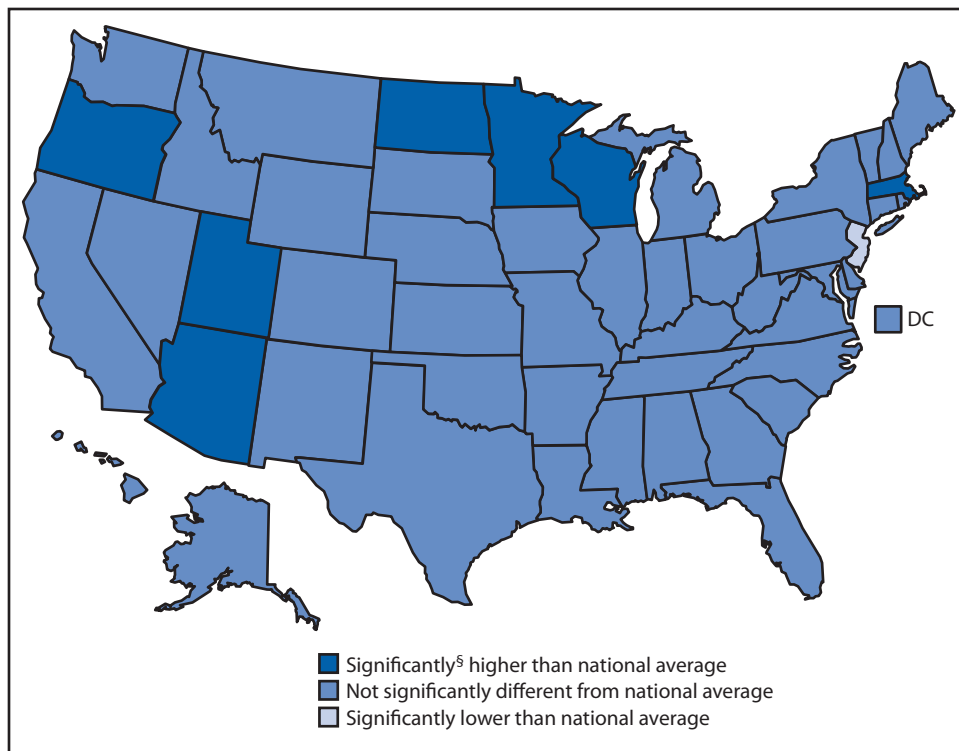 DC
Significantly§ higher than national average
Not significantly different from national average
Significantly lower than national average